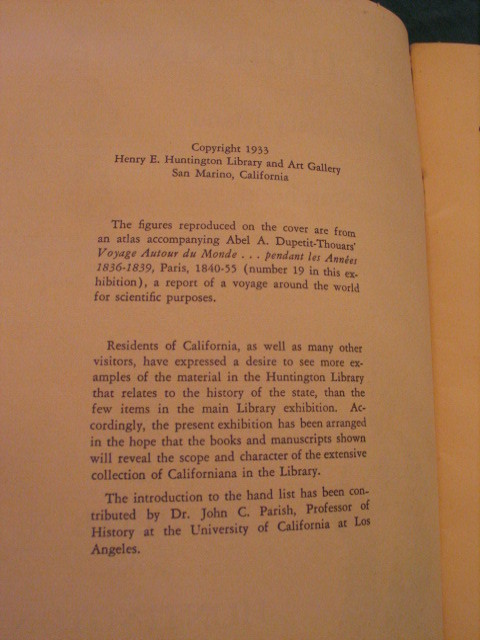 Copyright 1933
Henry E. Huntington Library and Art Gallery
San Marino, California
The figures reproduced on the cover are from
an atlas accompanying Abel A. Dupetit-Thouars'
Voyage Autour du Monde . . . pendant les Années
1836-1839, Paris, 1840-55 (number 19 in this ex-
hibition), a report of a voyage around the world
for scientific purposes.
Residents of California, as well as many other
visitors, have expressed a desire to see more ex-
amples of the material in the Huntington Library
that relates to the history of the state, than the
few items in the main Library exhibition. Ac-
cordingly, the present exhibition has been arranged
in the hope that the books and manuscripts shown
will reveal the scope and character of the extensive
collection of Californiana in the Library.
The introduction to the hand list has been con-
tributed by Dr. John C. Parish, Professor of
History at the University of California at Los
Angeles.